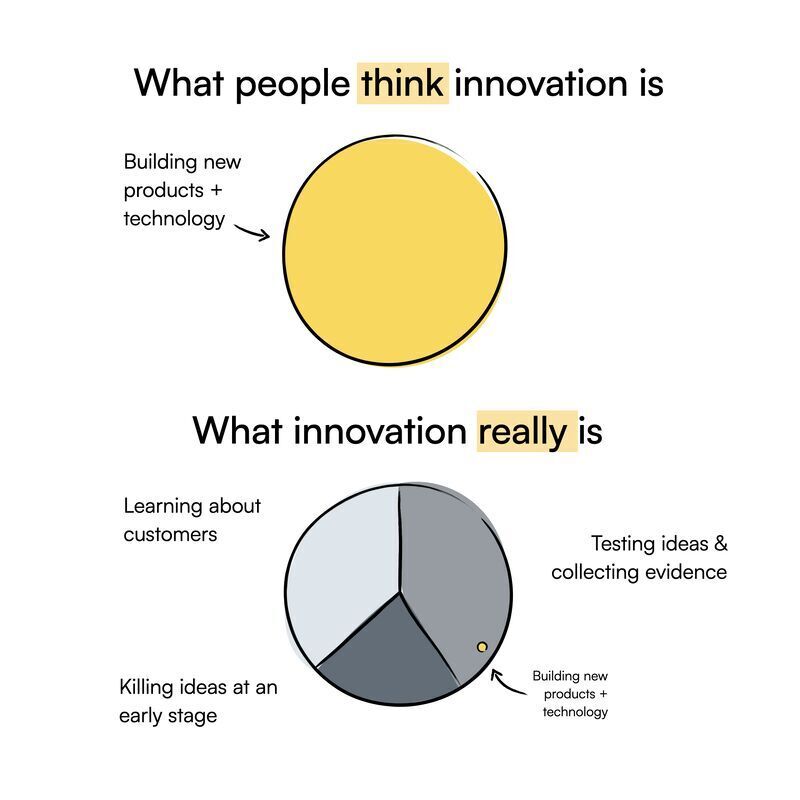 What people think innovation is
Building new
products +
technology
What innovation really is
Learning about
customers
Testing ideas &
collecting evidence
Killing ideas at an
early stage
Building new
products +
technology